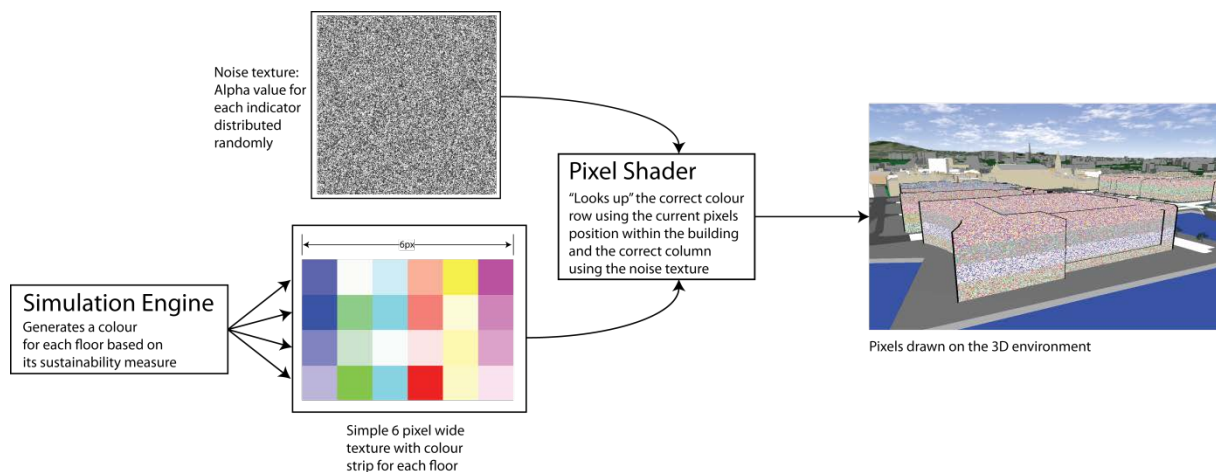 Noise texture:
Alpha value for
each indicator
distributed
randomly
Pixel Shader
“Looks up” the correct colour
row using the current pixels
position within the building
and the correct column
using the noise texture
6px
Simulation Engine
Generates a colour
for each floor based on
its sustainability measure
Pixels drawn on the 3D environment
Simple 6 pixel wide
texture with colour
strip for each floor